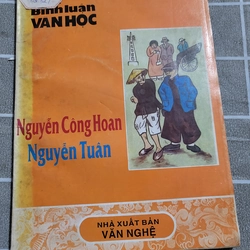 Bình luận
VĂN HỌC
Nguyễn Công Hoan
Nguyễn Tuân
NHÀ XUẤT BẢN
VĂN NGHỆ